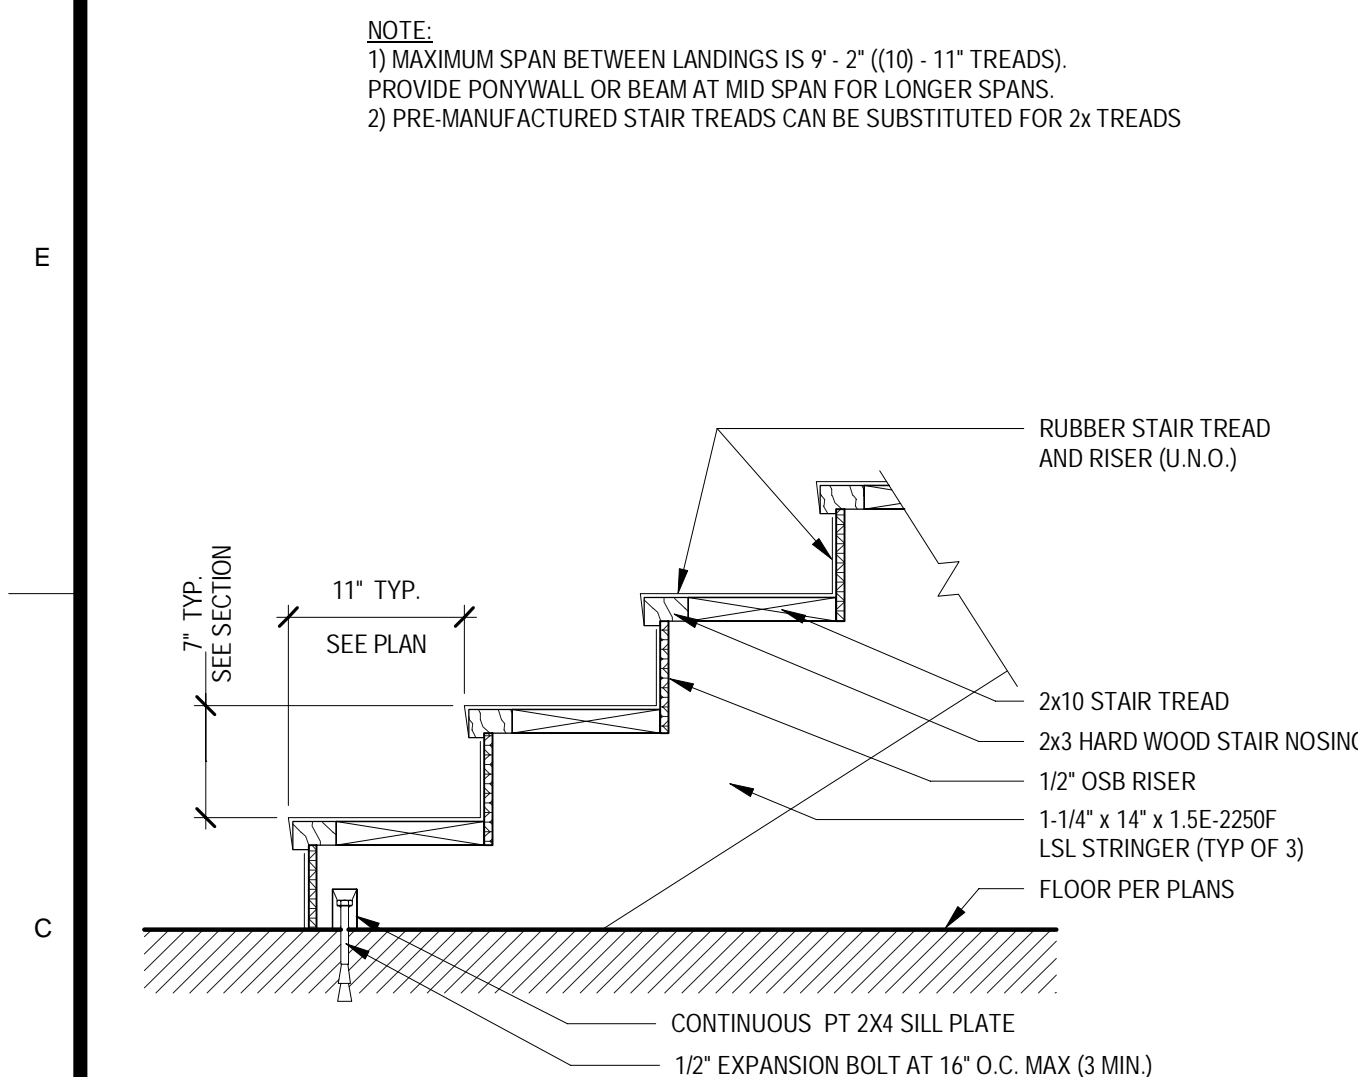 NOTE:
1) MAXIMUM SPAN BETWEEN LANDINGS IS 9' - 2" ((10) - 11" TREADS).
PROVIDE PONYWALL OR BEAM AT MID SPAN FOR LONGER SPANS.
2) PRE-MANUFACTURED STAIR TREADS CAN BE SUBSTITUTED FOR 2x TREADS
E
RUBBER STAIR TREAD
AND RISER (U.N.O.)
7" TYP.
SEE SECTION
11" TYP.
SEE PLAN
2x10 STAIR TREAD
2x3 HARD WOOD STAIR NOSING
1/2" OSB RISER
1-1/4" x 14" x 1.5E-2250F
LSL STRINGER (TYP OF 3)
FLOOR PER PLANS
C
CONTINUOUS PT 2X4 SILL PLATE
1/2" EXPANSION BOLT AT 16" O.C. MAX (3 MIN.)